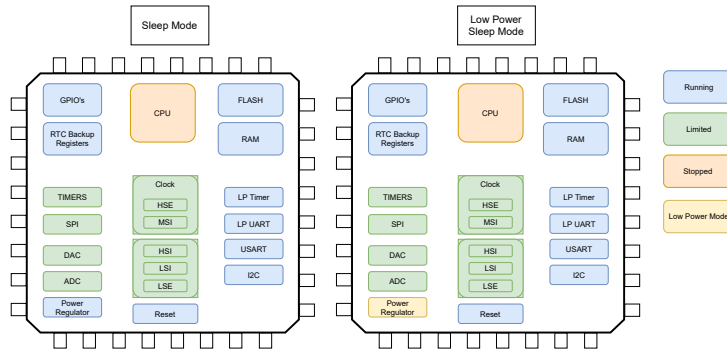 Sleep Mode
GPIO's
CPU
FLASH
RTC Backup
Registers
RAM
TIMERS
Clock
HSE
LP Timer
SPI
MSI
LP UART
DAC
HSI
USART
ADC
LSI
I2C
LSE
Power
Regulator
Reset
Low Power
Sleep Mode
GPIO's
CPU
FLASH
RTC Backup
Registers
RAM
TIMERS
Clock
HSE
LP Timer
SPI
MSI
LP UART
DAC
HSI
USART
ADC
LSI
I2C
LSE
Power
Regulator
Reset
Running
Limited
Stopped
Low Power Mode